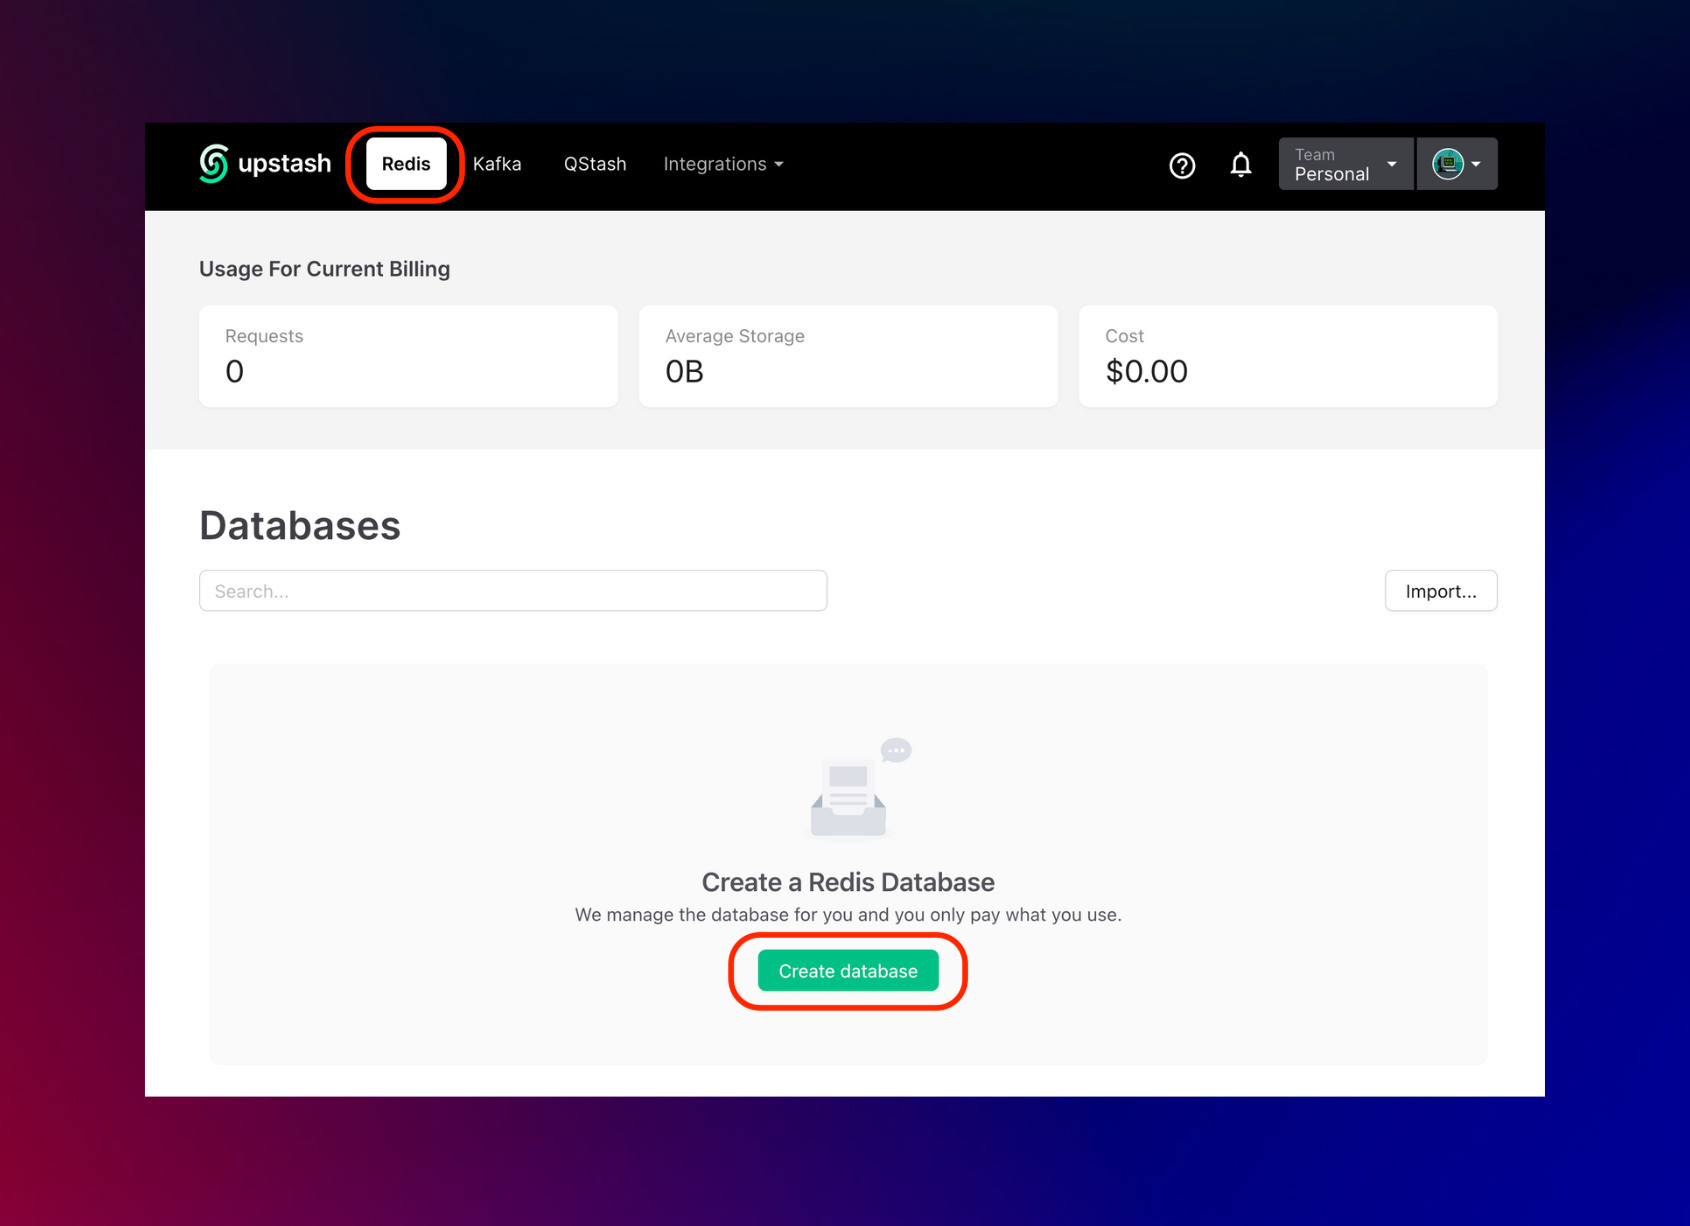 upstash Redis Kafka QStash Integrations Team
Personal
Usage For Current Billing
Requests Average Storage Cost
0 0B $0.00
Databases
Search... Import...
Create a Redis Database
We manage the database for you and you only pay what you use.
Create database